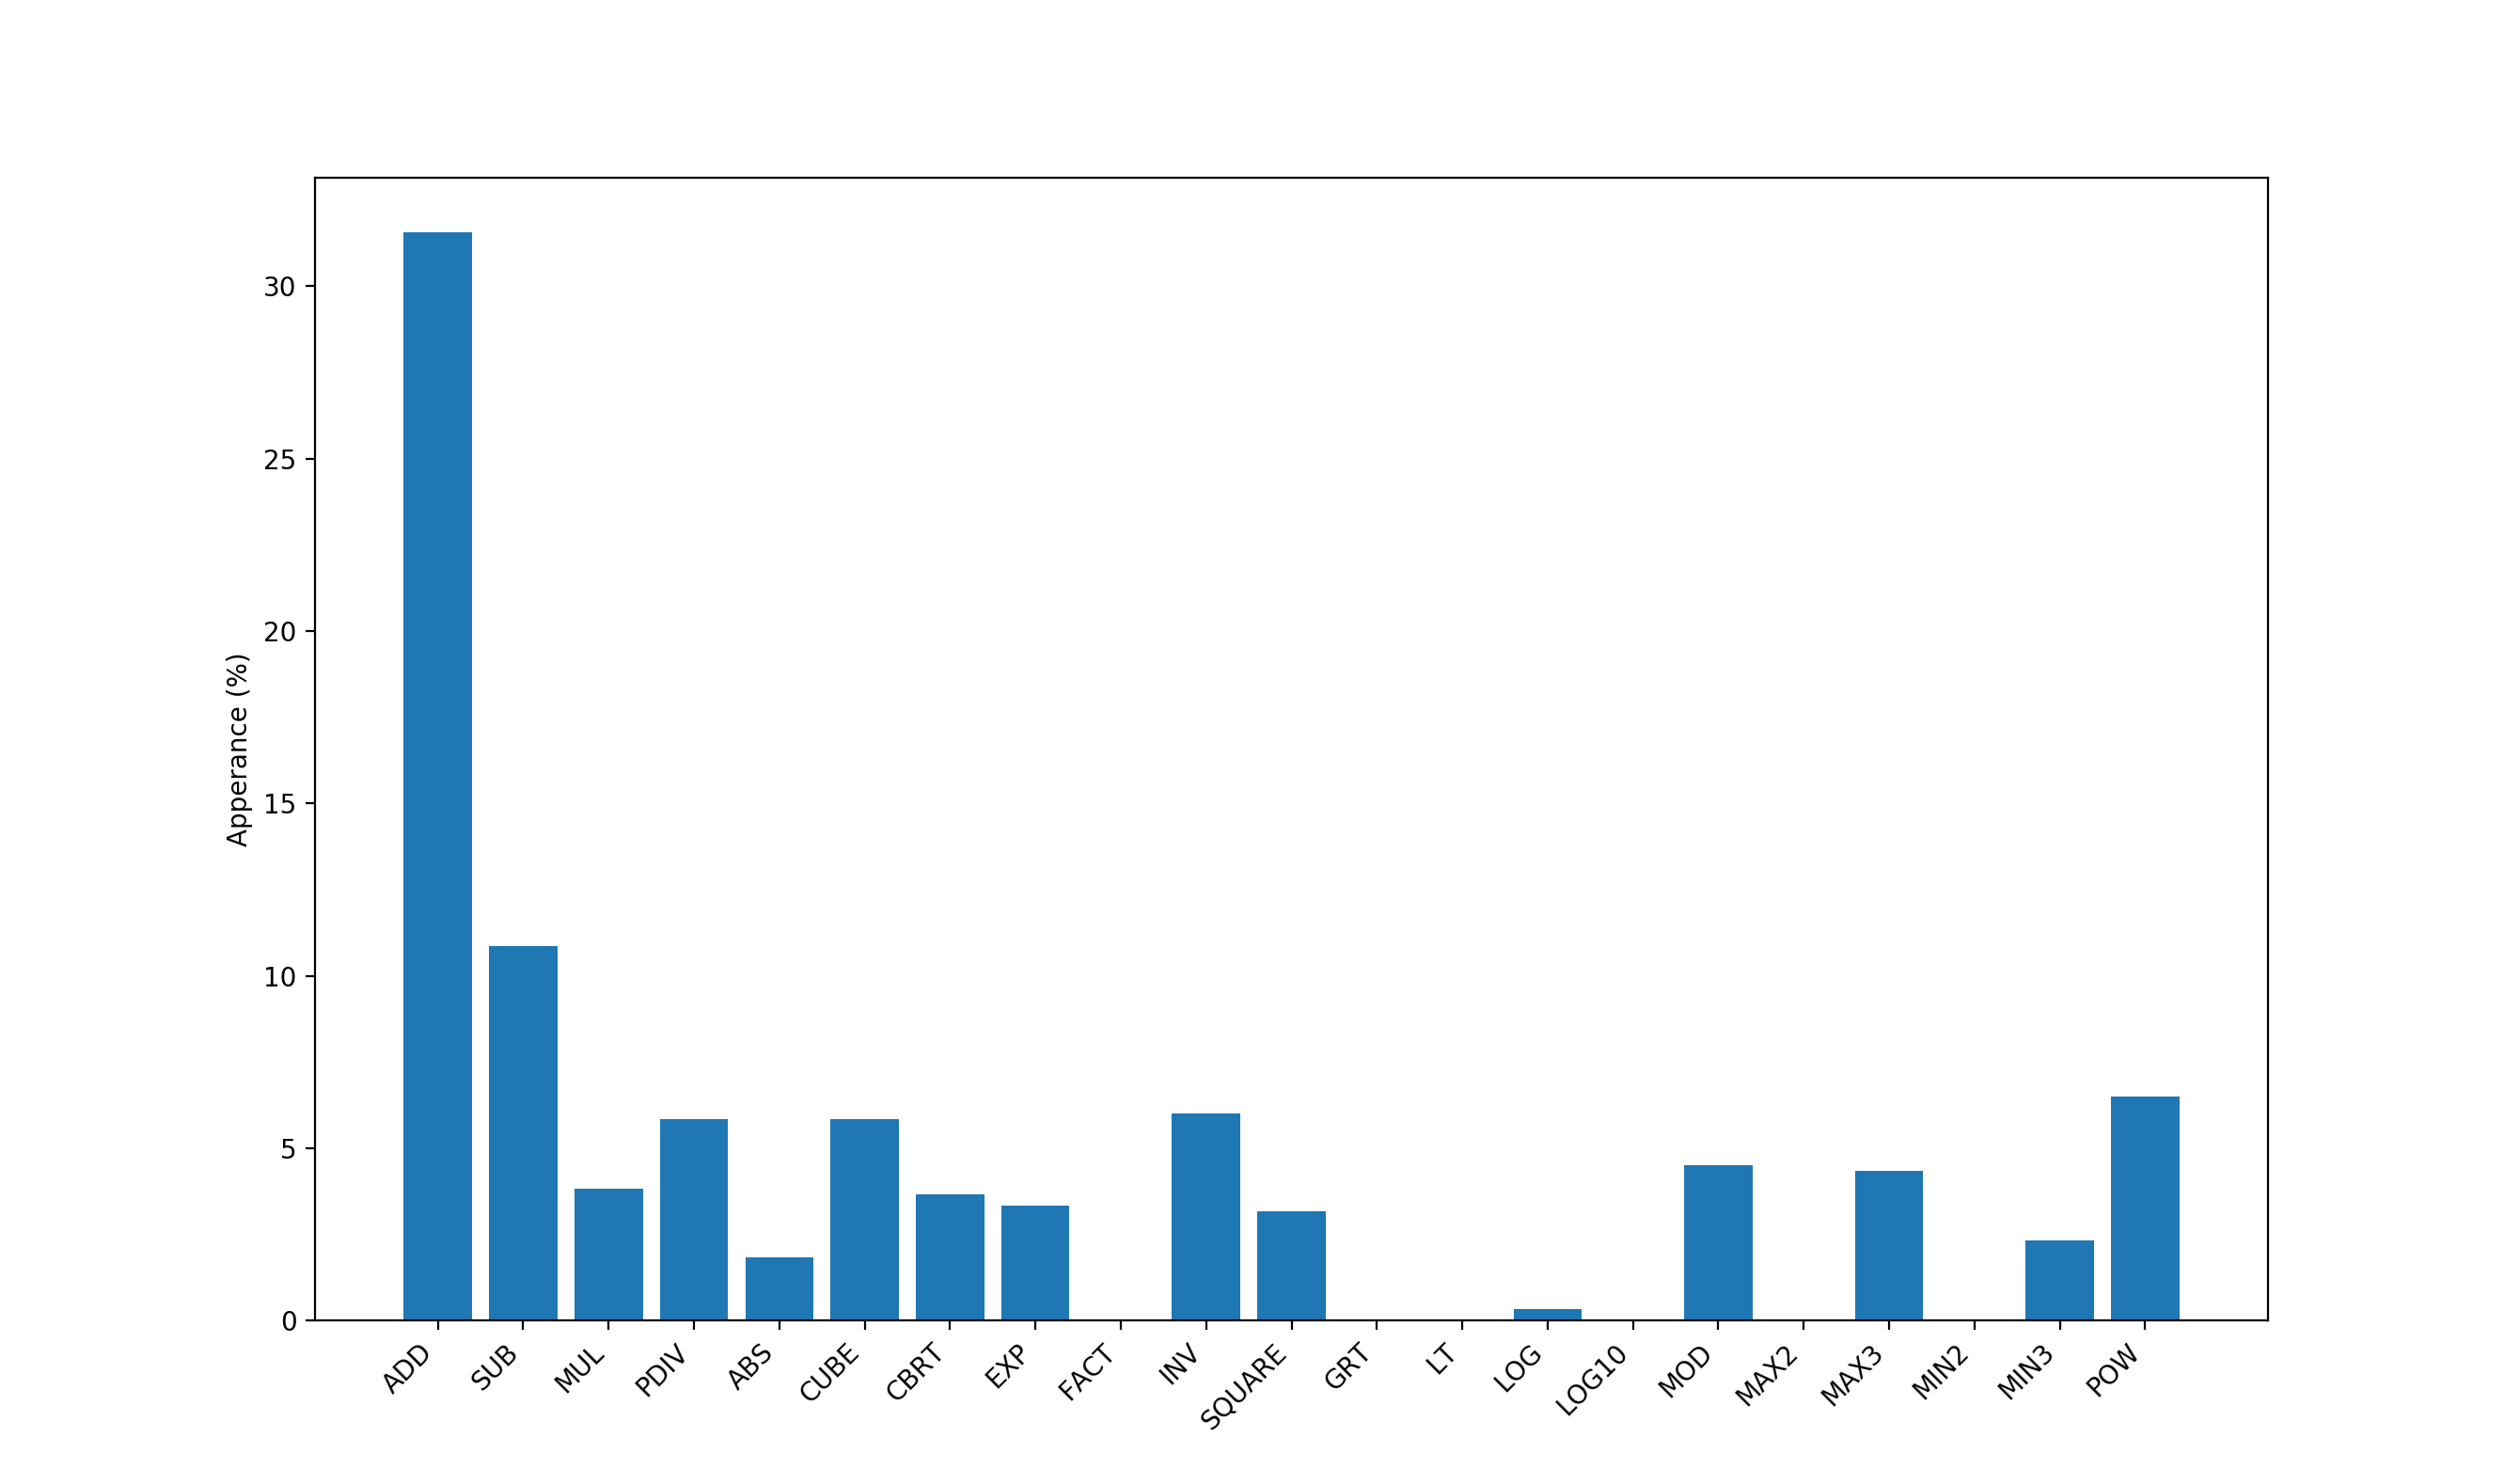 Apperance (%)
30
25
20
15
10
5
0
ADD
SUB
MUL
PDIV
ABS
CUBE
CBRT
EXP
FACT
INV
SQUARE
GRT
LT
LOG
LOG10
MOD
MAX2
MAX3
MIN2
MIN3
POW